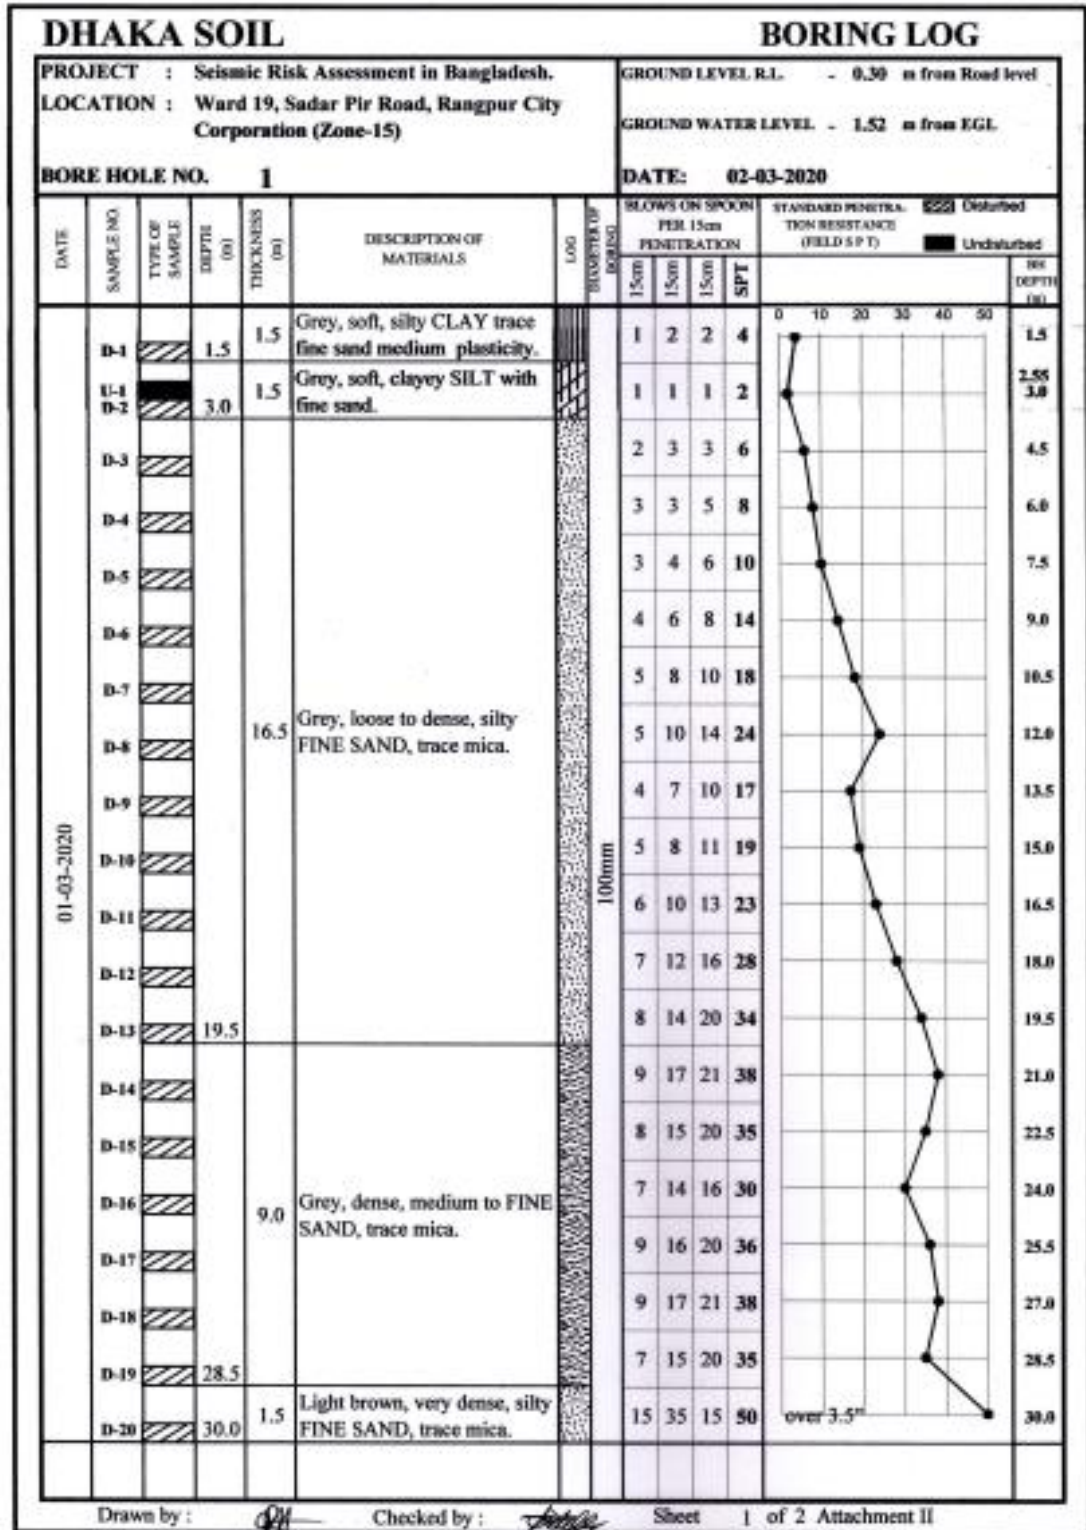 DHAKA SOIL
BORING LOG
PROJECT : Seismic Risk Assessment in Bangladesh.
LOCATION : Ward 19, Sadar Pir Road, Rangpur City
Corporation (Zone-15)
BORE HOLE NO. 1
GROUND LEVEL R.L. - 0.30 m from Road level
GROUND WATER LEVEL - 1.52 m from EGL
DATE: 02-03-2020
DATE
SAMPLE NO.
TYPE OF SAMPLE
DEPTH (m)
THICKNESS (m)
DESCRIPTION OF
MATERIALS
LOG
DIAMETER OF BORING
BLOWS ON SPOON
PER 15cm
PENETRATION
15cm 15cm 15cm SPT
STANDARD PENETRA-
TION RESISTANCE
(FIELD S P T)
Disturbed
Undisturbed
BH
DEPTH
(m)
0 10 20 30 40 50
01-03-2020
100mm
D-1 1.5 1.5 Grey, soft, silty CLAY trace
fine sand medium plasticity.
1 2 2 4 1.5
U-1 2.55
D-2 3.0 1.5 Grey, soft, clayey SILT with
fine sand.
1 1 1 2 3.0
D-3 2 3 3 6 4.5
D-4 3 3 5 8 6.0
D-5 3 4 6 10 7.5
D-6 4 6 8 14 9.0
D-7 5 8 10 18 10.5
16.5 Grey, loose to dense, silty
FINE SAND, trace mica.
D-8 5 10 14 24 12.0
D-9 4 7 10 17 13.5
D-10 5 8 11 19 15.0
D-11 6 10 13 23 16.5
D-12 7 12 16 28 18.0
D-13 19.5 8 14 20 34 19.5
D-14 9 17 21 38 21.0
D-15 8 15 20 35 22.5
D-16 7 14 16 30 24.0
9.0 Grey, dense, medium to FINE
SAND, trace mica.
D-17 9 16 20 36 25.5
D-18 9 17 21 38 27.0
D-19 28.5 7 15 20 35 28.5
1.5 Light brown, very dense, silty
FINE SAND, trace mica.
D-20 30.0 15 35 15 50 over 3.5" 30.0
Drawn by : Checked by : Sheet 1 of 2 Attachment II